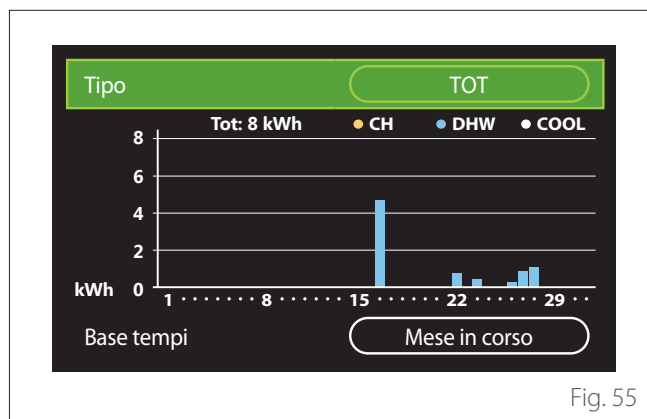 Tipo TOT
Tot: 8 kWh CH DHW COOL
8
6
4
2
kWh 0
1 · · · · · · 8 · · · · · · 15 · · · · · · 22 · · · · · · 29 · ·
Base tempi Mese in corso
Fig. 55